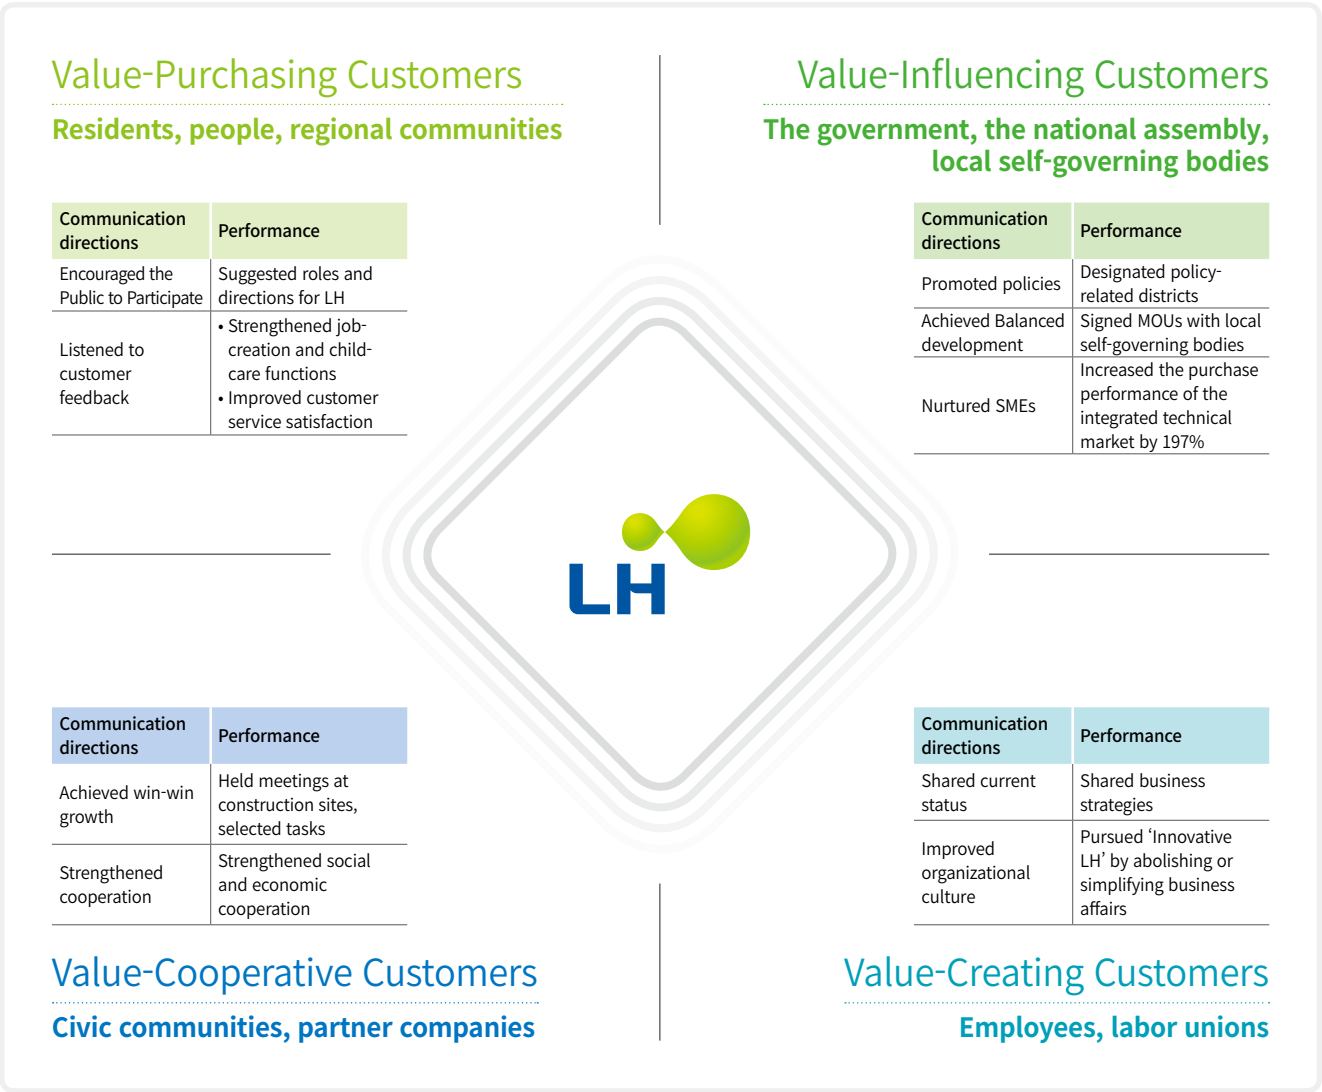 Value-Purchasing Customers
Residents, people, regional communities
Communication
directions
Performance
Encouraged the
Public to Participate
Suggested roles and
directions for LH
Listened to
customer
feedback
• Strengthened job-
creation and child-
care functions
• Improved customer
service satisfaction
Value-Influencing Customers
The government, the national assembly,
local self-governing bodies
Communication
directions
Performance
Promoted policies
Designated policy-
related districts
Achieved Balanced
development
Signed MOUs with local
self-governing bodies
Nurtured SMEs
Increased the purchase
performance of the
integrated technical
market by 197%
LH
Communication
directions
Performance
Achieved win-win
growth
Held meetings at
construction sites,
selected tasks
Strengthened
cooperation
Strengthened social
and economic
cooperation
Value-Cooperative Customers
Civic communities, partner companies
Communication
directions
Performance
Shared current
status
Shared business
strategies
Improved
organizational
culture
Pursued ‘Innovative
LH’ by abolishing or
simplifying business
affairs
Value-Creating Customers
Employees, labor unions